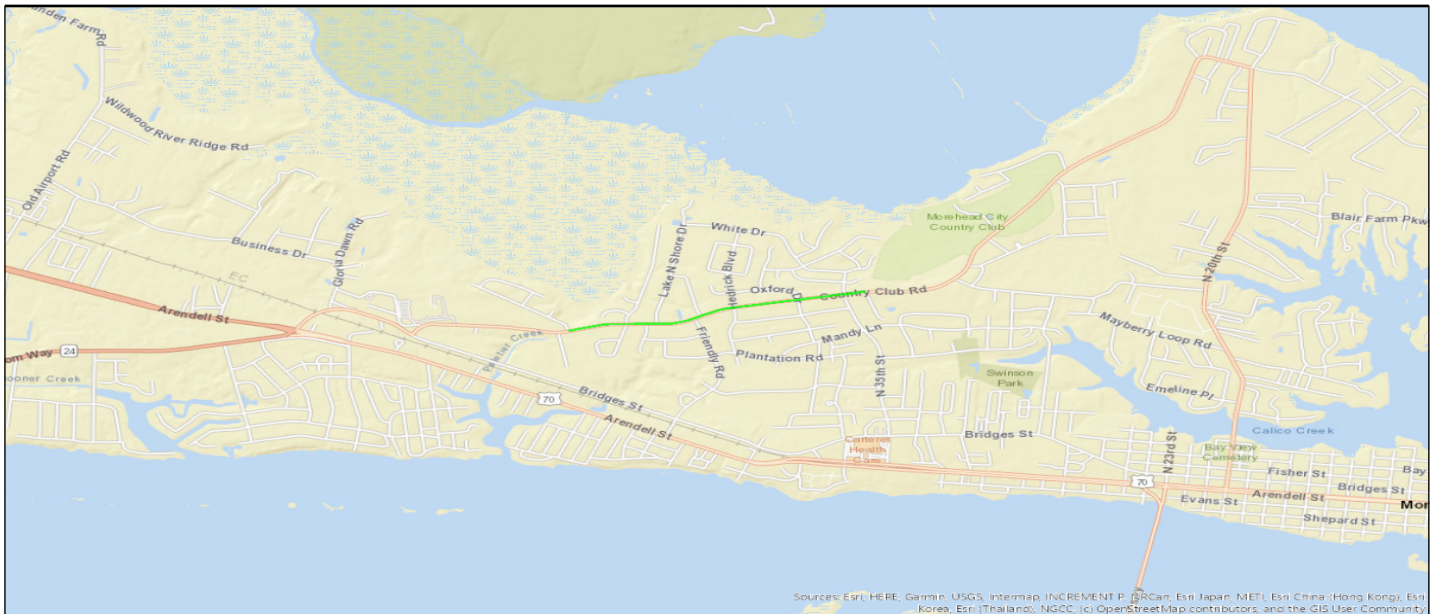 Farm Rd
Wildwood River Ridge Rd
Old Airport Rd
Business Dr
Gloria Dawn Rd
EC
Arendell St
24
Pelletier Creek
70
Bridges St
Arendell St
Lake N Shore Dr
White Dr
Hedrick Blvd
Oxford Dr
Country Club Rd
Friendly Rd
Mandy Ln
Plantation Rd
N 35th St
Morehead City
Country Club
Blair Farm Pkwy
N 20th St
Mayberry Loop Rd
Swinson
Park
Emeline Pl
Calico Creek
Bridges St
Carteret
Health
Care
N 23rd St
Bay View
Cemetery
Fisher St
Bay
Bridges St
70
Arendell St
Evans St
Mor
Shepard St
Sources: Esri, HERE, Garmin, USGS, Intermap, INCREMENT P, NRCan, Esri Japan, METI, Esri China (Hong Kong), Esri
Korea, Esri (Thailand), NGCC, (c) OpenStreetMap contributors, and the GIS User Community